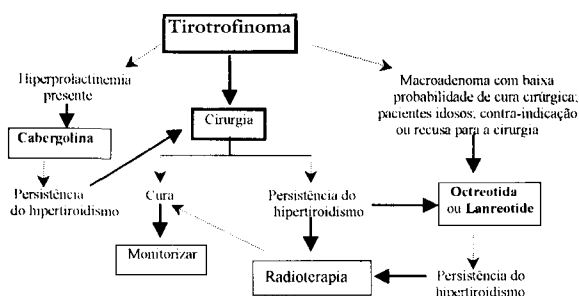 Tirotrofinoma
Hiperprolactinemia
presente
Cabergolina
Persistência
do hipertiroidismo
Cirurgia
Macroadenoma com baixa
probabilidade de cura cirúrgica;
pacientes idosos; contra-indicação
ou recusa para a cirurgia
Cura
Monitorizar
Persistência do
hipertiroidismo
Radioterapia
Octreotida
ou Lanreotide
Persistência do
hipertiroidismo